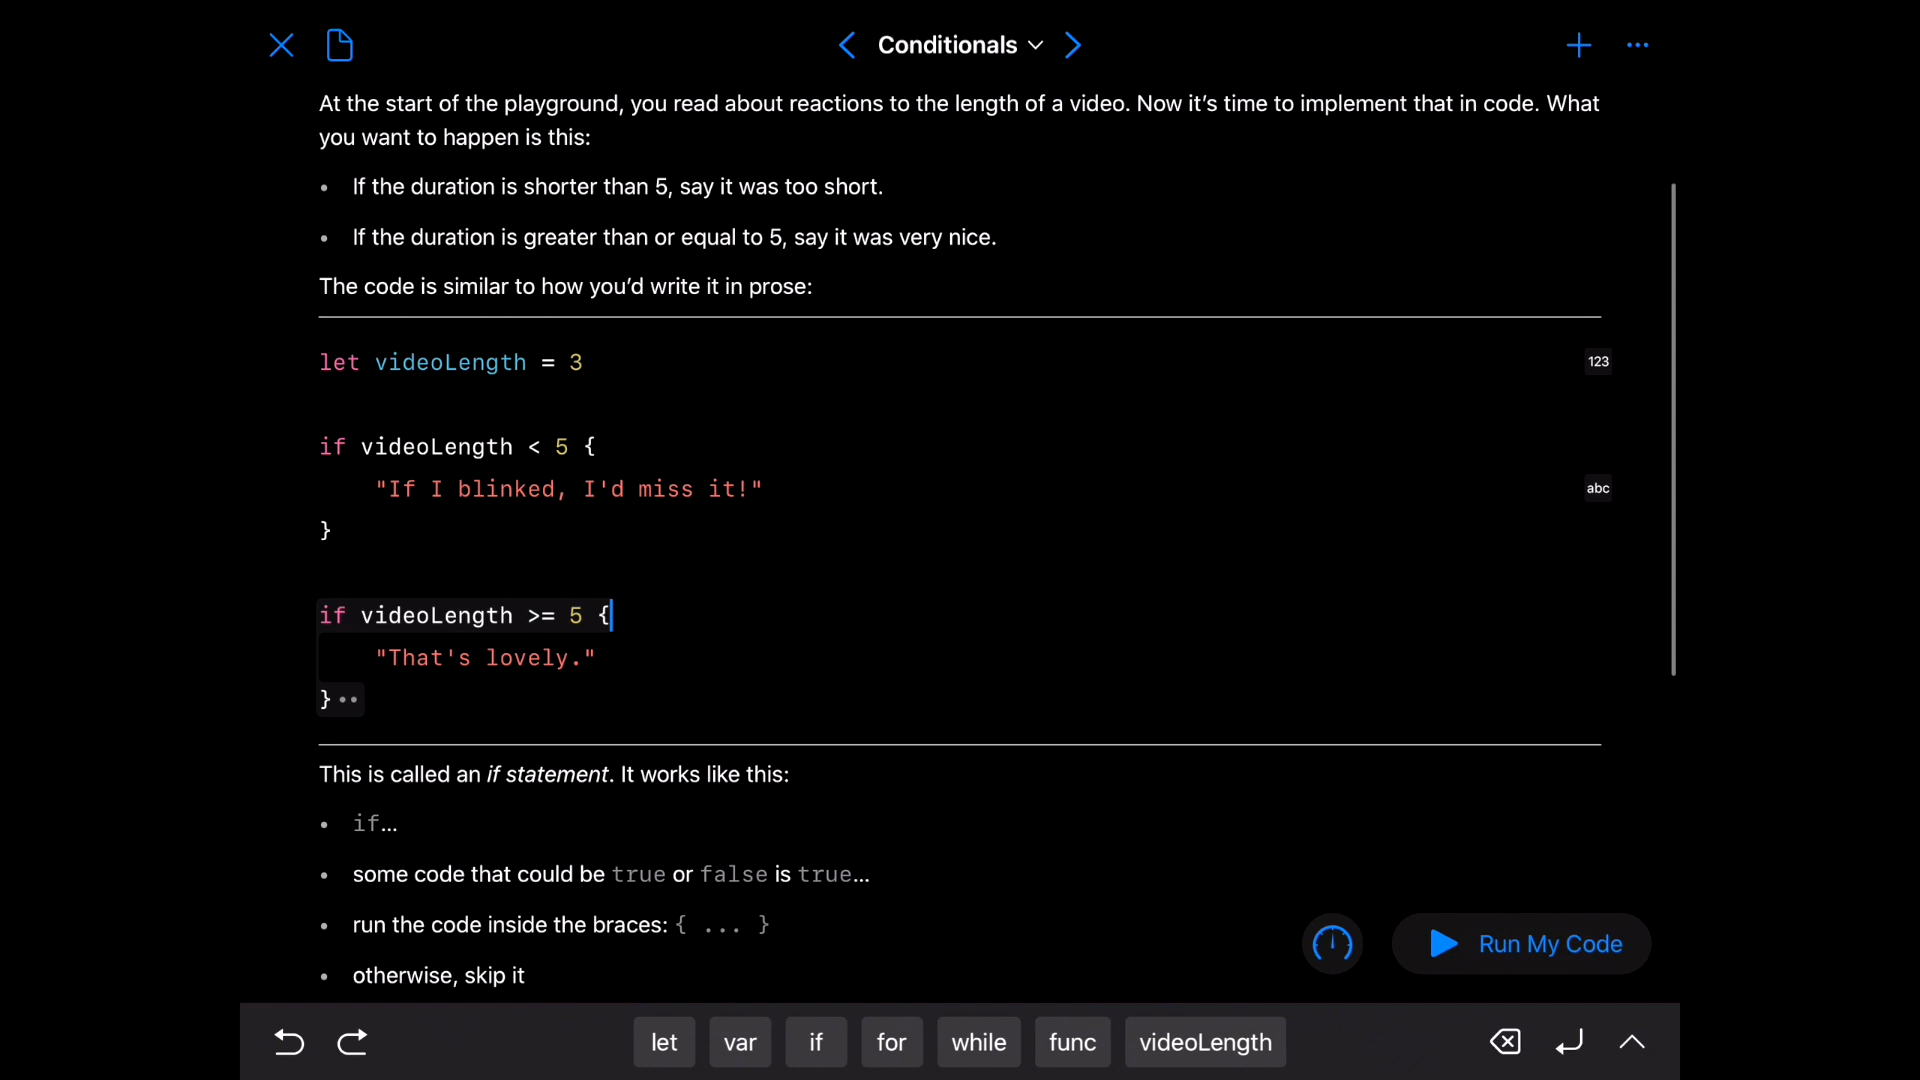 Conditionals
At the start of the playground, you read about reactions to the length of a video. Now it's time to implement that in code. What
you want to happen is this:
• If the duration is shorter than 5, say it was too short.
• If the duration is greater than or equal to 5, say it was very nice.
The code is similar to how you'd write it in prose:
let videoLength = 3
123
if videoLength < 5 {
"If I blinked, I'd miss it!"
abc
}
if videoLength >= 5 {
"That's lovely."
}
This is called an if statement. It works like this:
• if…
• some code that could be true or false is true…
• run the code inside the braces: { ... }
• otherwise, skip it
Run My Code
let var if for while func videoLength